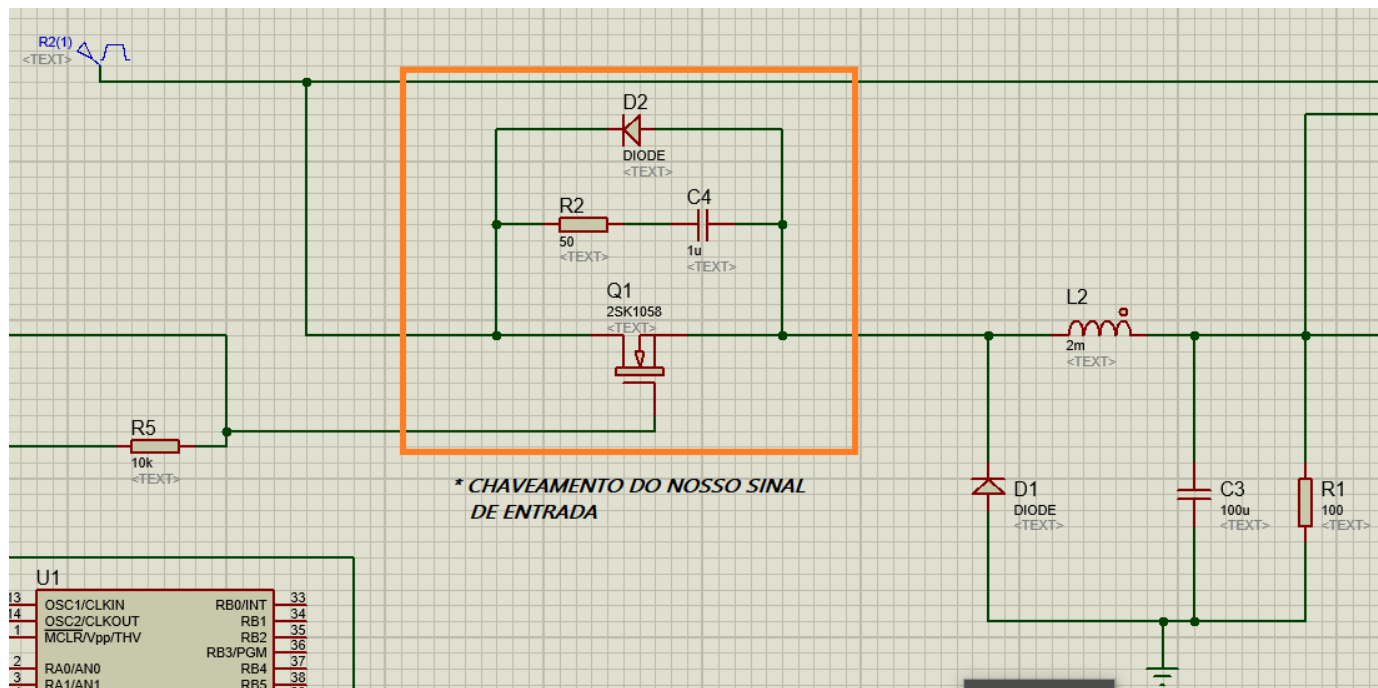 R2(1)
<TEXT>
D2
DIODE
<TEXT>
R2
50
<TEXT>
C4
1u
<TEXT>
Q1
2SK1058
<TEXT>
L2
2m
<TEXT>
R5
10k
<TEXT>
* CHAVEAMENTO DO NOSSO SINAL
DE ENTRADA
D1
DIODE
<TEXT>
C3
100u
<TEXT>
R1
100
<TEXT>
U1
13 OSC1/CLKIN RB0/INT 33
14 OSC2/CLKOUT RB1 34
1 MCLR/Vpp/THV RB2 35
RB3/PGM 36
2 RA0/AN0 RB4 37
3 RA1/AN1 RB5 38